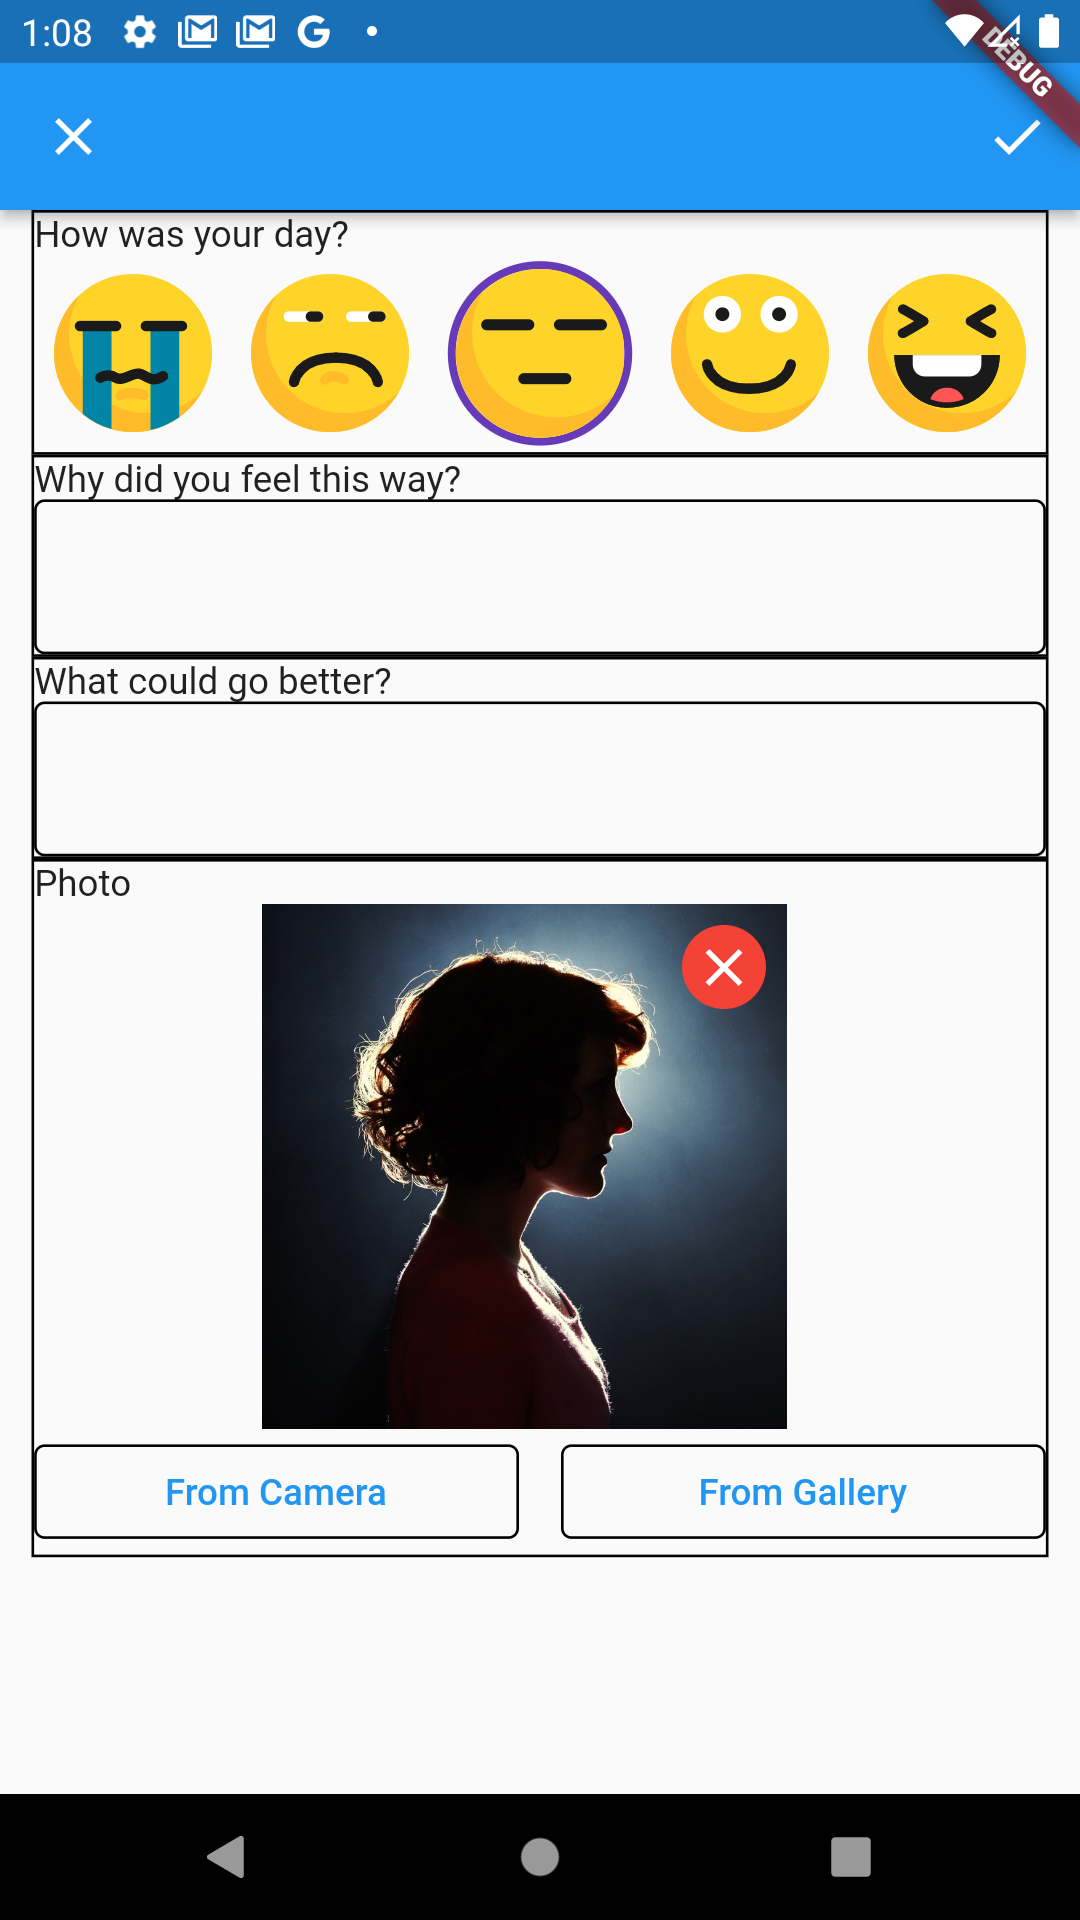 1:08
DEBUG
How was your day?
Why did you feel this way?
What could go better?
Photo
From Camera
From Gallery